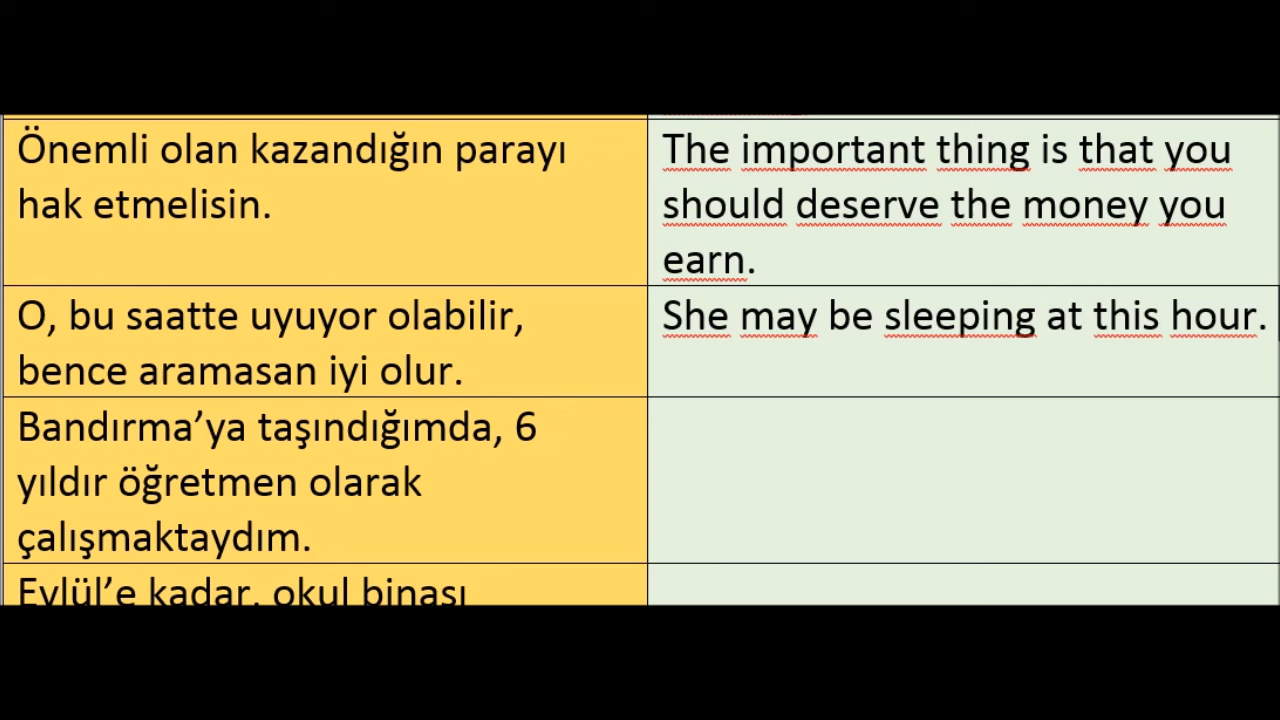 Önemli olan kazandığın parayı
hak etmelisin.
The important thing is that you
should deserve the money you
earn.
O, bu saatte uyuyor olabilir,
bence aramasan iyi olur.
She may be sleeping at this hour.
Bandırma’ya taşındığımda, 6
yıldır öğretmen olarak
çalışmaktaydım.
Eylül’e kadar, okul binası